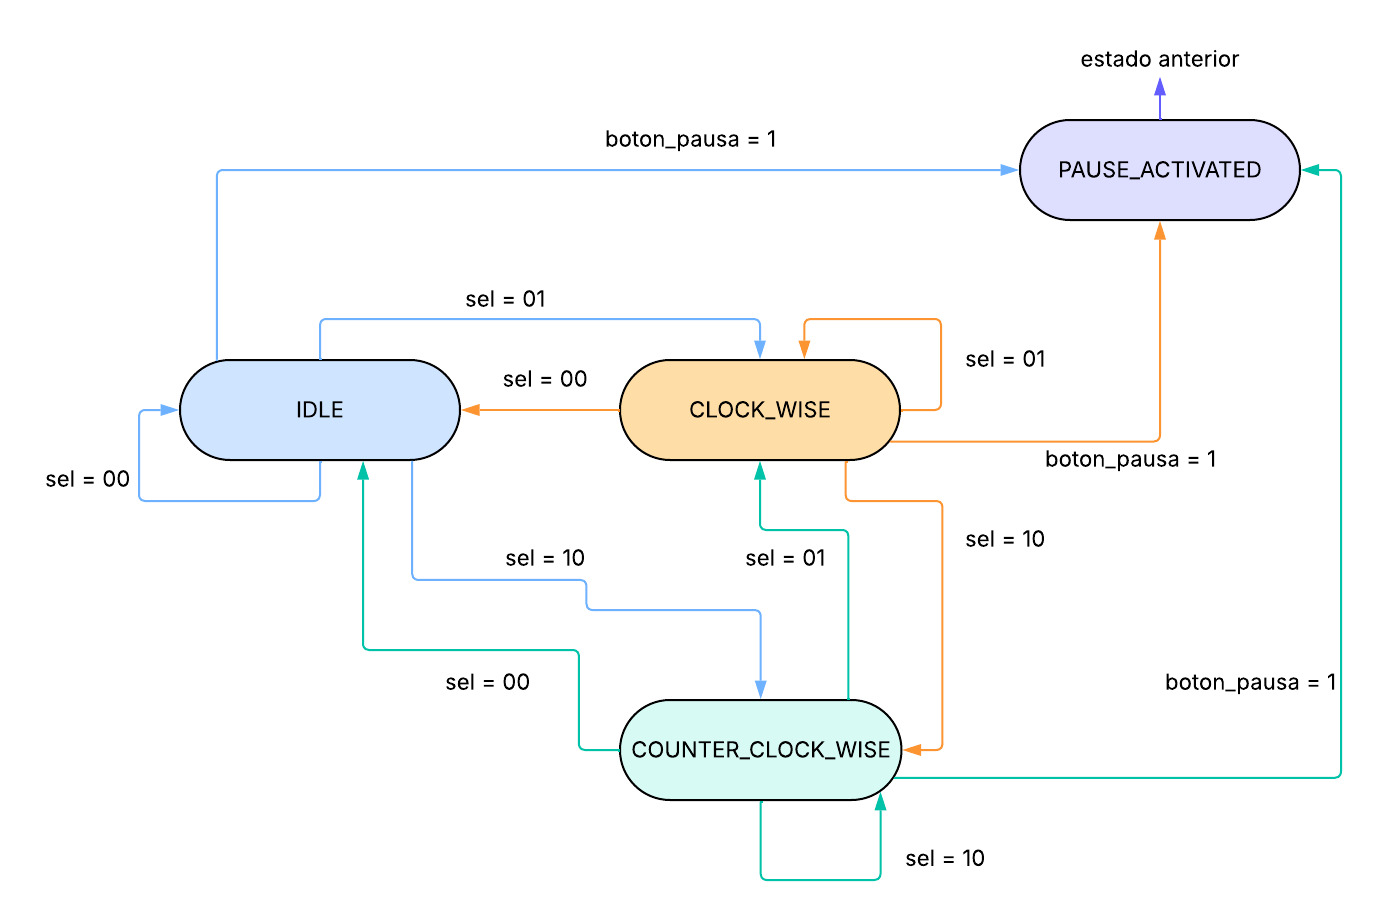 estado anterior
boton_pausa = 1
PAUSE_ACTIVATED
sel = 01
sel = 01
sel = 00
IDLE
CLOCK_WISE
boton_pausa = 1
sel = 00
sel = 10
sel = 10
sel = 01
sel = 00
boton_pausa = 1
COUNTER_CLOCK_WISE
sel = 10